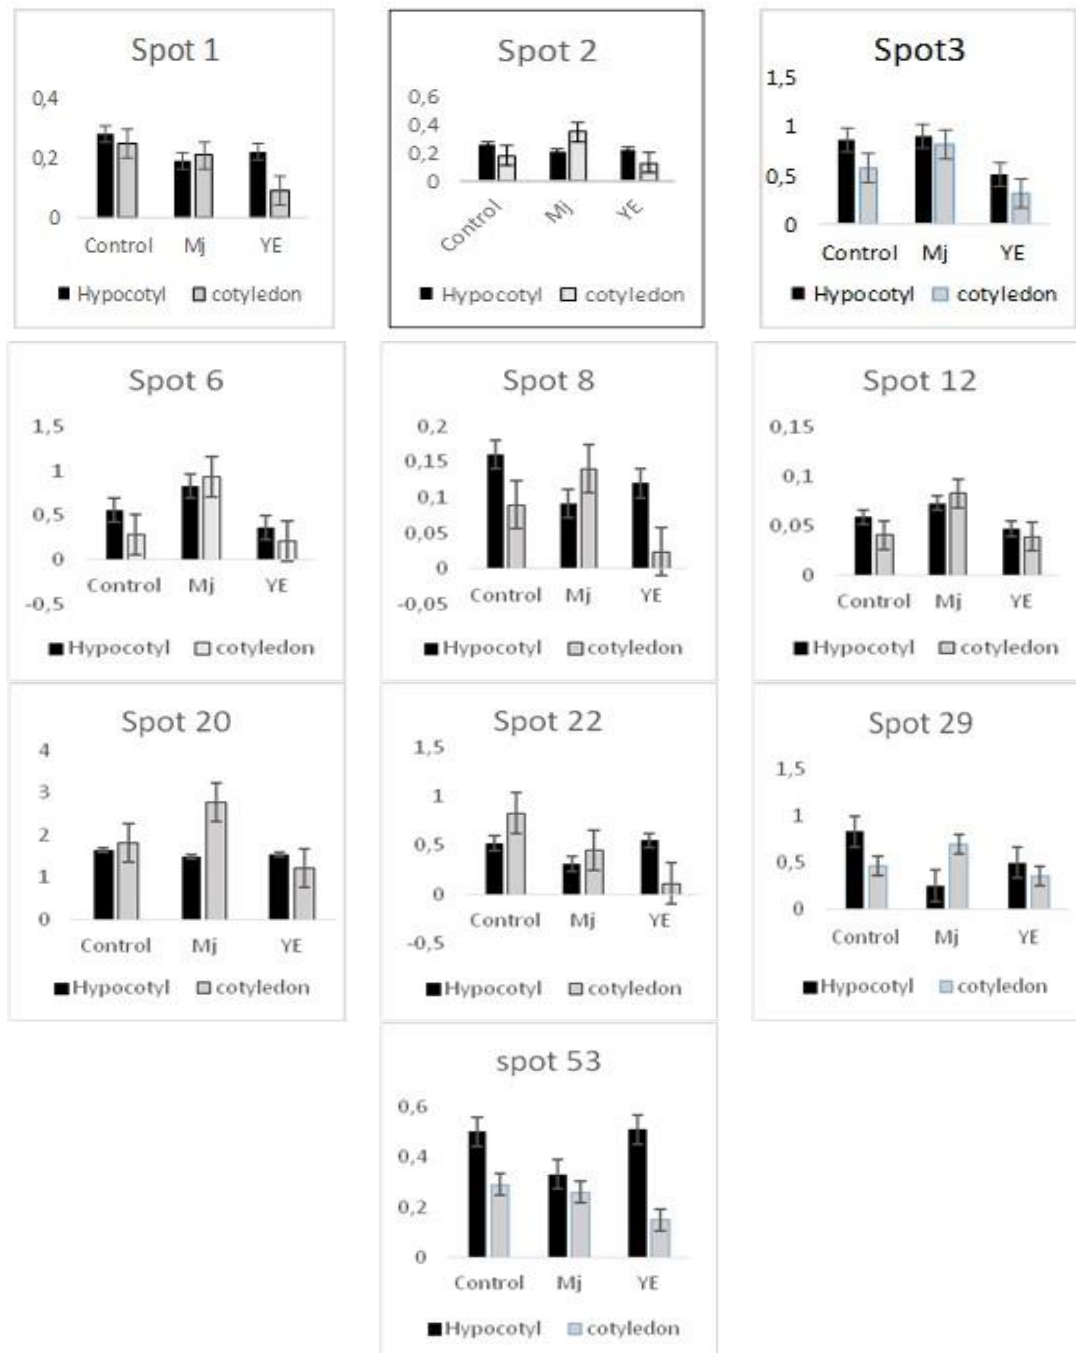 Spot 1
0,4
0,2
0
Control Mj YE
Hypocotyl cotyledon
Spot 2
0,6
0,4
0,2
0
Control Mj YE
Hypocotyl cotyledon
Spot3
1,5
1
0,5
0
Control Mj YE
Hypocotyl cotyledon
Spot 6
1,5
1
0,5
0
-0,5
Control Mj YE
Hypocotyl cotyledon
Spot 8
0,2
0,15
0,1
0,05
0
-0,05
Control Mj YE
Hypocotyl cotyledon
Spot 12
0,15
0,1
0,05
0
Control Mj YE
Hypocotyl cotyledon
Spot 20
4
3
2
1
0
Control Mj YE
Hypocotyl cotyledon
Spot 22
1,5
1
0,5
0
-0,5
Control Mj YE
Hypocotyl cotyledon
Spot 29
1,5
1
0,5
0
Control Mj YE
Hypocotyl cotyledon
spot 53
0,6
0,4
0,2
0
Control Mj YE
Hypocotyl cotyledon